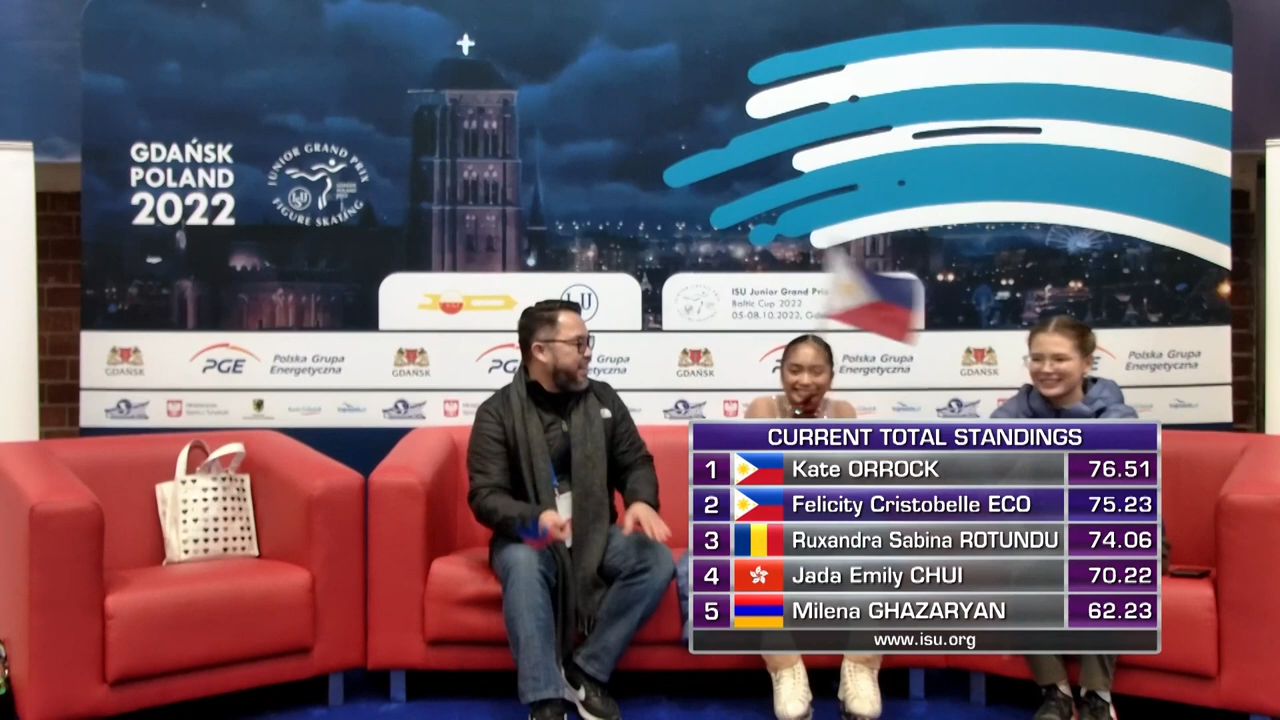 GDAŃSK
POLAND
2022
JUNIOR GRAND PRIX
FIGURE SKATING
ISU
ISU Junior Grand Prix
Baltic Cup 2022
05-08.10.2022,
GDAŃSK
PGE
Polska Grupa
Energetyczna
GDAŃSK
Grupa
Energetyczna
GDAŃSK
Polska Grupa
Energetyczna
GDAŃSK
Polska Grupa
Energetyczna
CURRENT TOTAL STANDINGS
1 Kate ORROCK 76.51
2 Felicity Cristobelle ECO 75.23
3 Ruxandra Sabina ROTUNDU 74.06
4 Jada Emily CHUI 70.22
5 Milena GHAZARYAN 62.23
www.isu.org